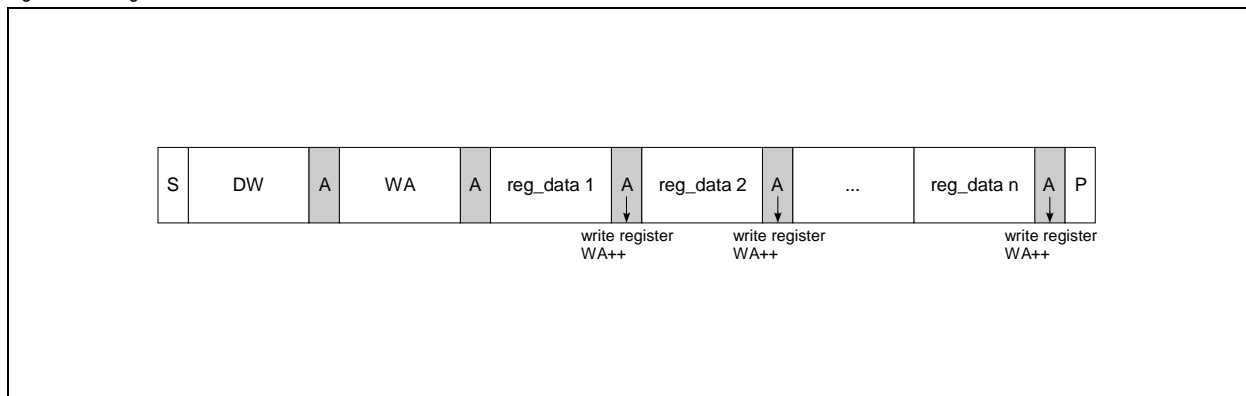 S DW A WA A reg_data 1 A reg_data 2 A ... reg_data n A P
write register write register write register
WA++ WA++ WA++